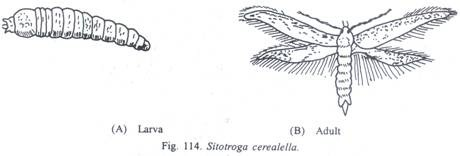 (A) Larva
(B) Adult
Fig. 114. Sitotroga cerealella.